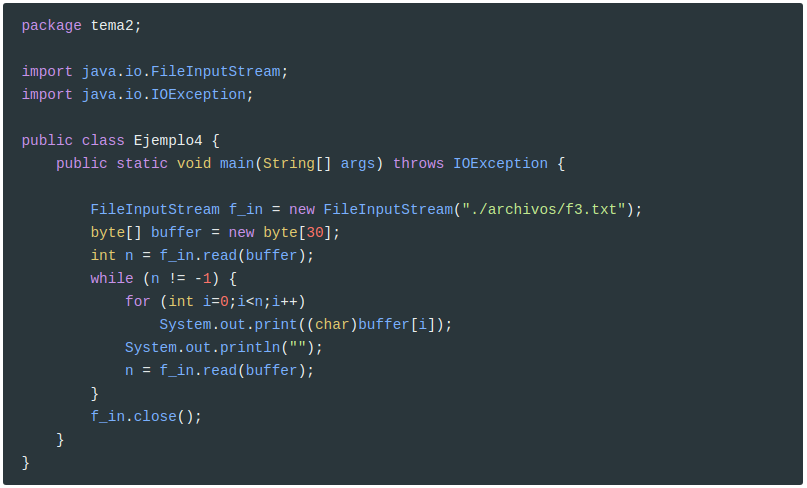 package tema2;

import java.io.FileInputStream;
import java.io.IOException;

public class Ejemplo4 {
    public static void main(String[] args) throws IOException {

        FileInputStream f_in = new FileInputStream("./archivos/f3.txt");
        byte[] buffer = new byte[30];
        int n = f_in.read(buffer);
        while (n != -1) {
            for (int i=0;i<n;i++)
                System.out.print((char)buffer[i]);
            System.out.println("");
            n = f_in.read(buffer);
        }
        f_in.close();
    }
}